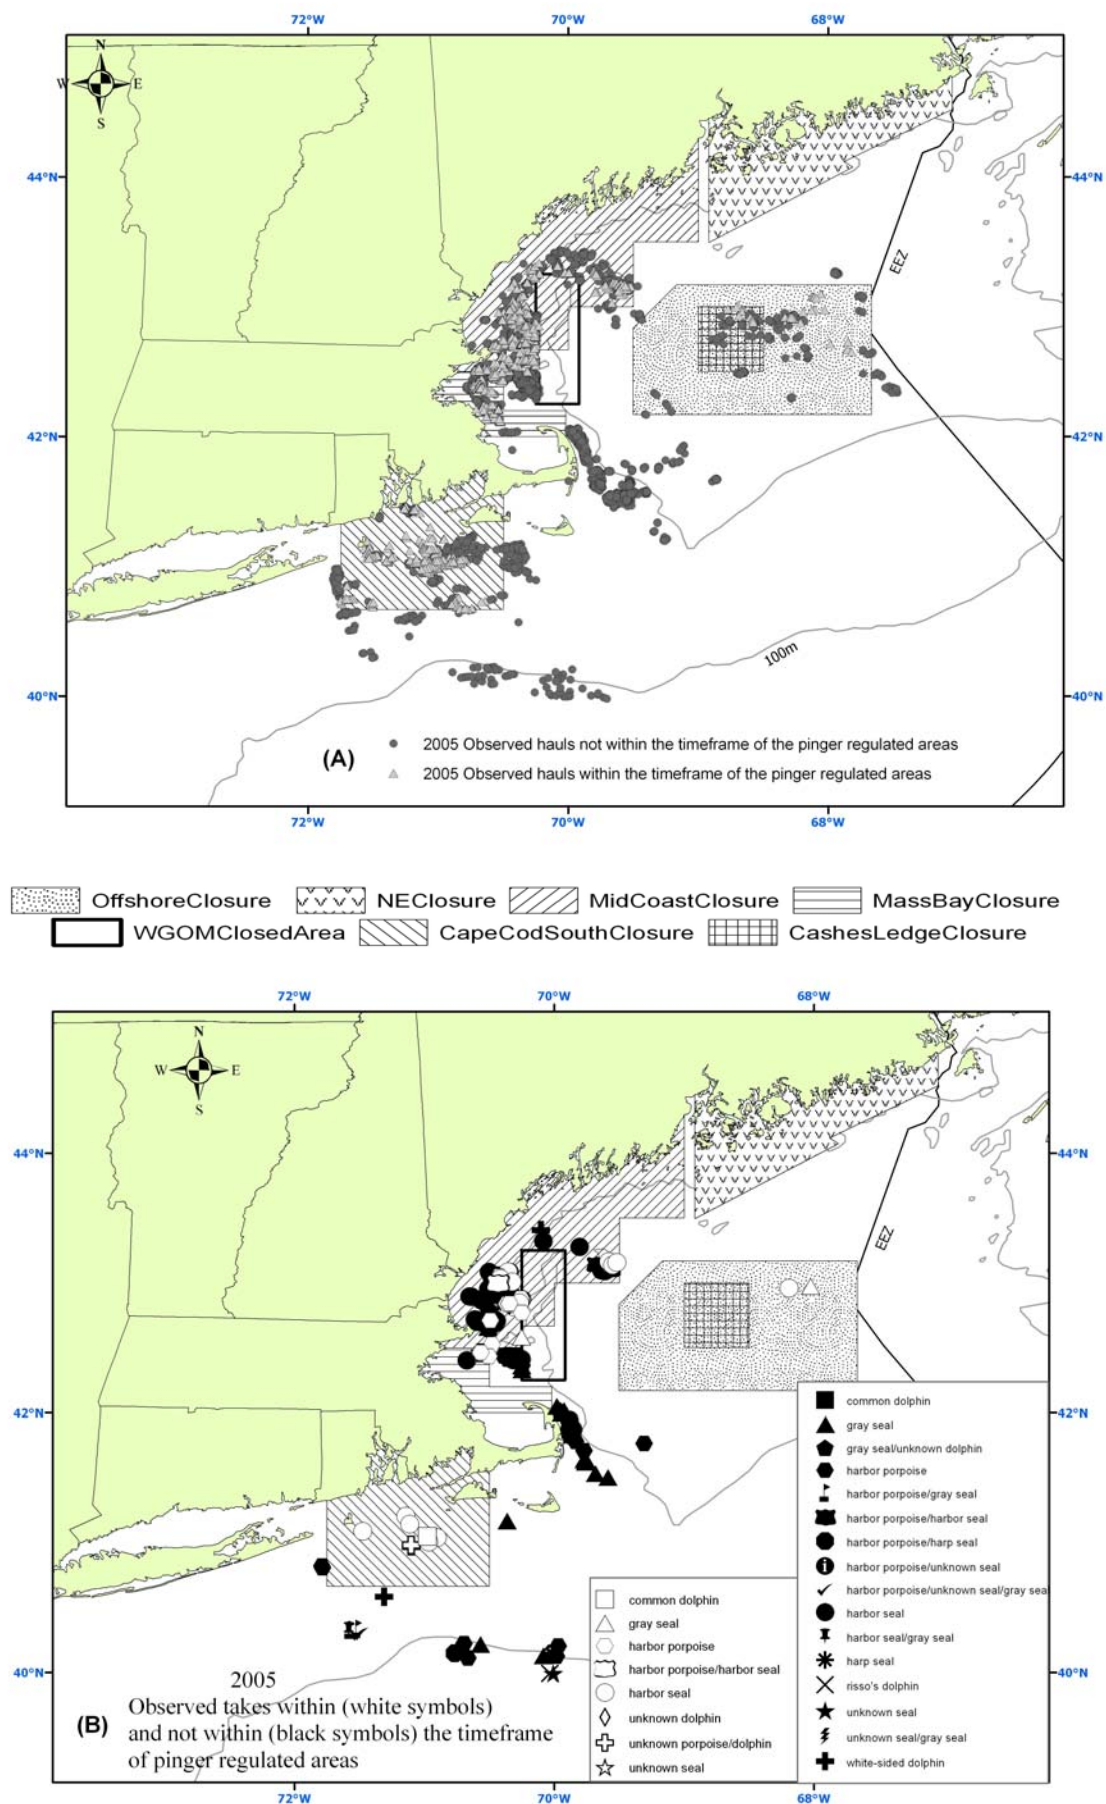 72°W 70°W 68°W
N
W E
S
44°N 44°N
EEZ
42°N 42°N
100m
40°N 40°N
(A)
2005 Observed hauls not within the timeframe of the pinger regulated areas
2005 Observed hauls within the timeframe of the pinger regulated areas
72°W 70°W 68°W
OffshoreClosure NEClosure MidCoastClosure MassBayClosure
WGOMClosedArea CapeCodSouthClosure CashesLedgeClosure
72°W 70°W 68°W
N
W E
S
44°N 44°N
EEZ
42°N 42°N
40°N 40°N
common dolphin
gray seal
gray seal/unknown dolphin
harbor porpoise
harbor porpoise/gray seal
harbor porpoise/harbor seal
harbor porpoise/harp seal
harbor porpoise/unknown seal
harbor porpoise/unknown seal/gray seal
harbor seal
harbor seal/gray seal
harp seal
risso's dolphin
unknown seal
unknown seal/gray seal
white-sided dolphin
common dolphin
gray seal
harbor porpoise
harbor porpoise/harbor seal
harbor seal
unknown dolphin
unknown porpoise/dolphin
unknown seal
(B)
2005
Observed takes within (white symbols)
and not within (black symbols) the timeframe
of pinger regulated areas
72°W 70°W 68°W